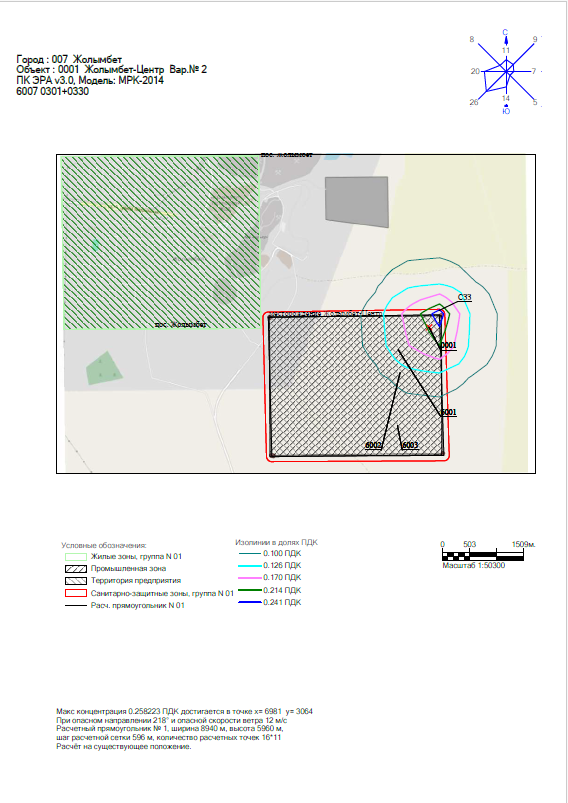 Город : 007 Жолымбет
Объект : 0001 Жолымбет-Центр Вар.№ 2
ПК ЭРА v3.0, Модель: МРК-2014
6007 0301+0330
С
8 11 9
20 7
26 14 5
Ю
пос. Жолымбет
пос. Жолымбет
СЗЗ
0001
6001
6002 6003
Условные обозначения:
Жилые зоны, группа N 01
Промышленная зона
Территория предприятия
Санитарно-защитные зоны, группа N 01
Расч. прямоугольник N 01
Изолинии в долях ПДК
0.100 ПДК
0.126 ПДК
0.170 ПДК
0.214 ПДК
0.241 ПДК
0 503 1509м.
Масштаб 1:50300
Макс концентрация 0.258223 ПДК достигается в точке x= 6981 y= 3064
При опасном направлении 218° и опасной скорости ветра 12 м/с
Расчетный прямоугольник № 1, ширина 8940 м, высота 5960 м,
шаг расчетной сетки 596 м, количество расчетных точек 16*11
Расчёт на существующее положение.